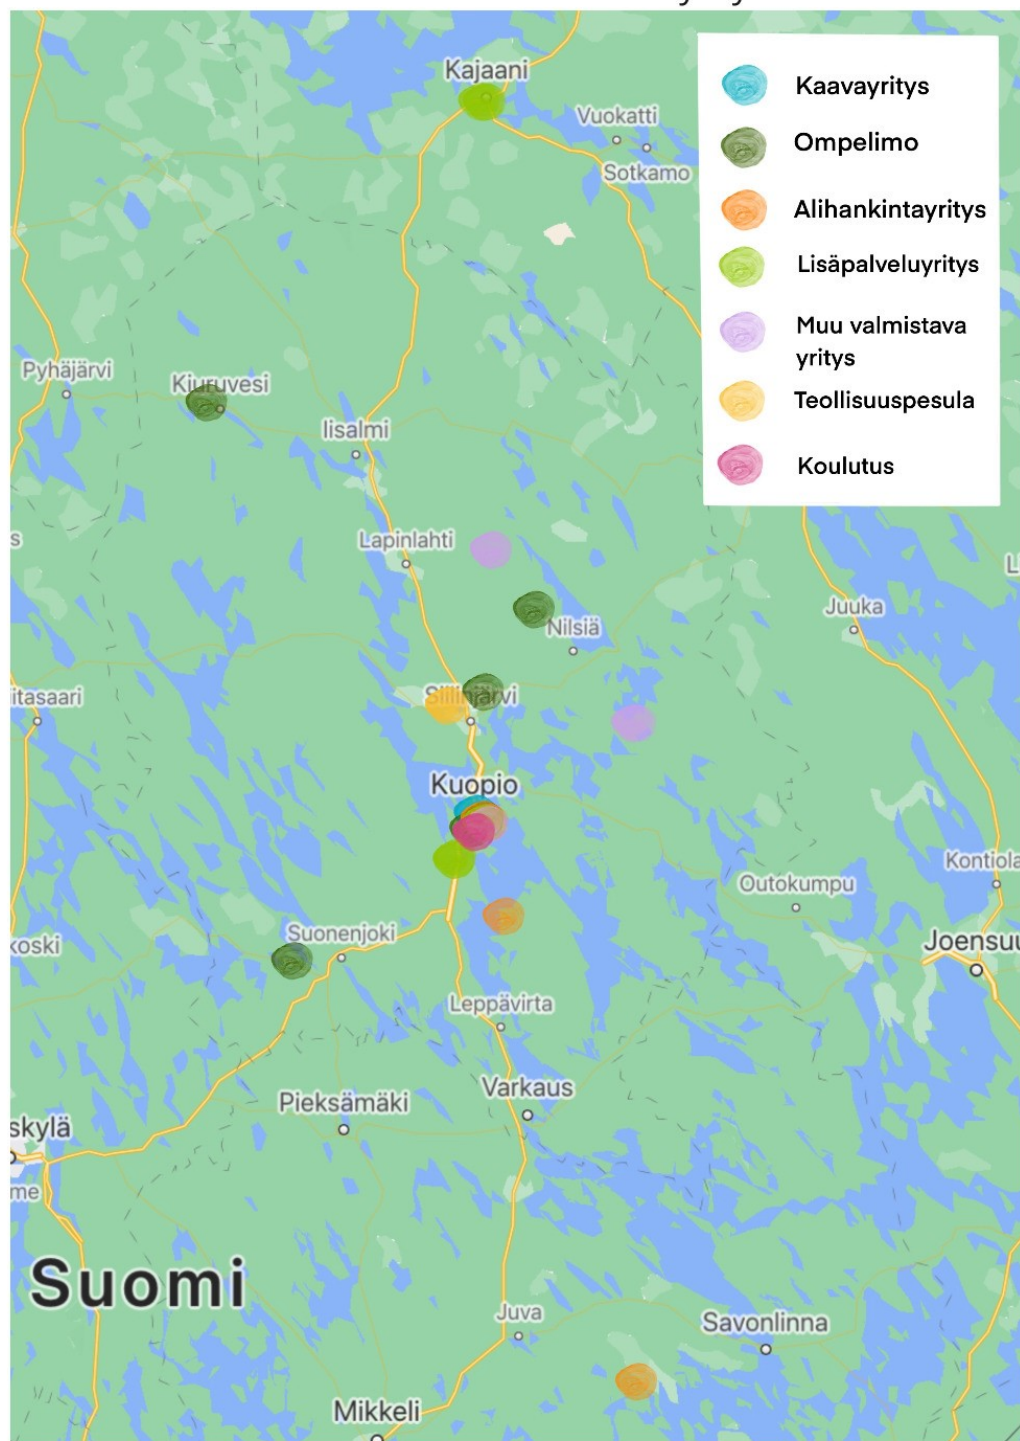 Kajaani
Vuokatti
Sotkamo
Kaavayritys
Ompelimo
Alihankintayritys
Lisäpalveluyritys
Muu valmistava
yritys
Teollisuuspesula
Koulutus
Pyhäjärvi
Kiuruvesi
Iisalmi
s
Lapinlahti
L
Juuka
Nilsiä
itasaari
Siilinjärvi
Kuopio
Kontiola
Outokumpu
koski
Suonenjoki
Joensuu
Leppävirta
Varkaus
Pieksämäki
skylä
me
Suomi
Juva
Savonlinna
Mikkeli